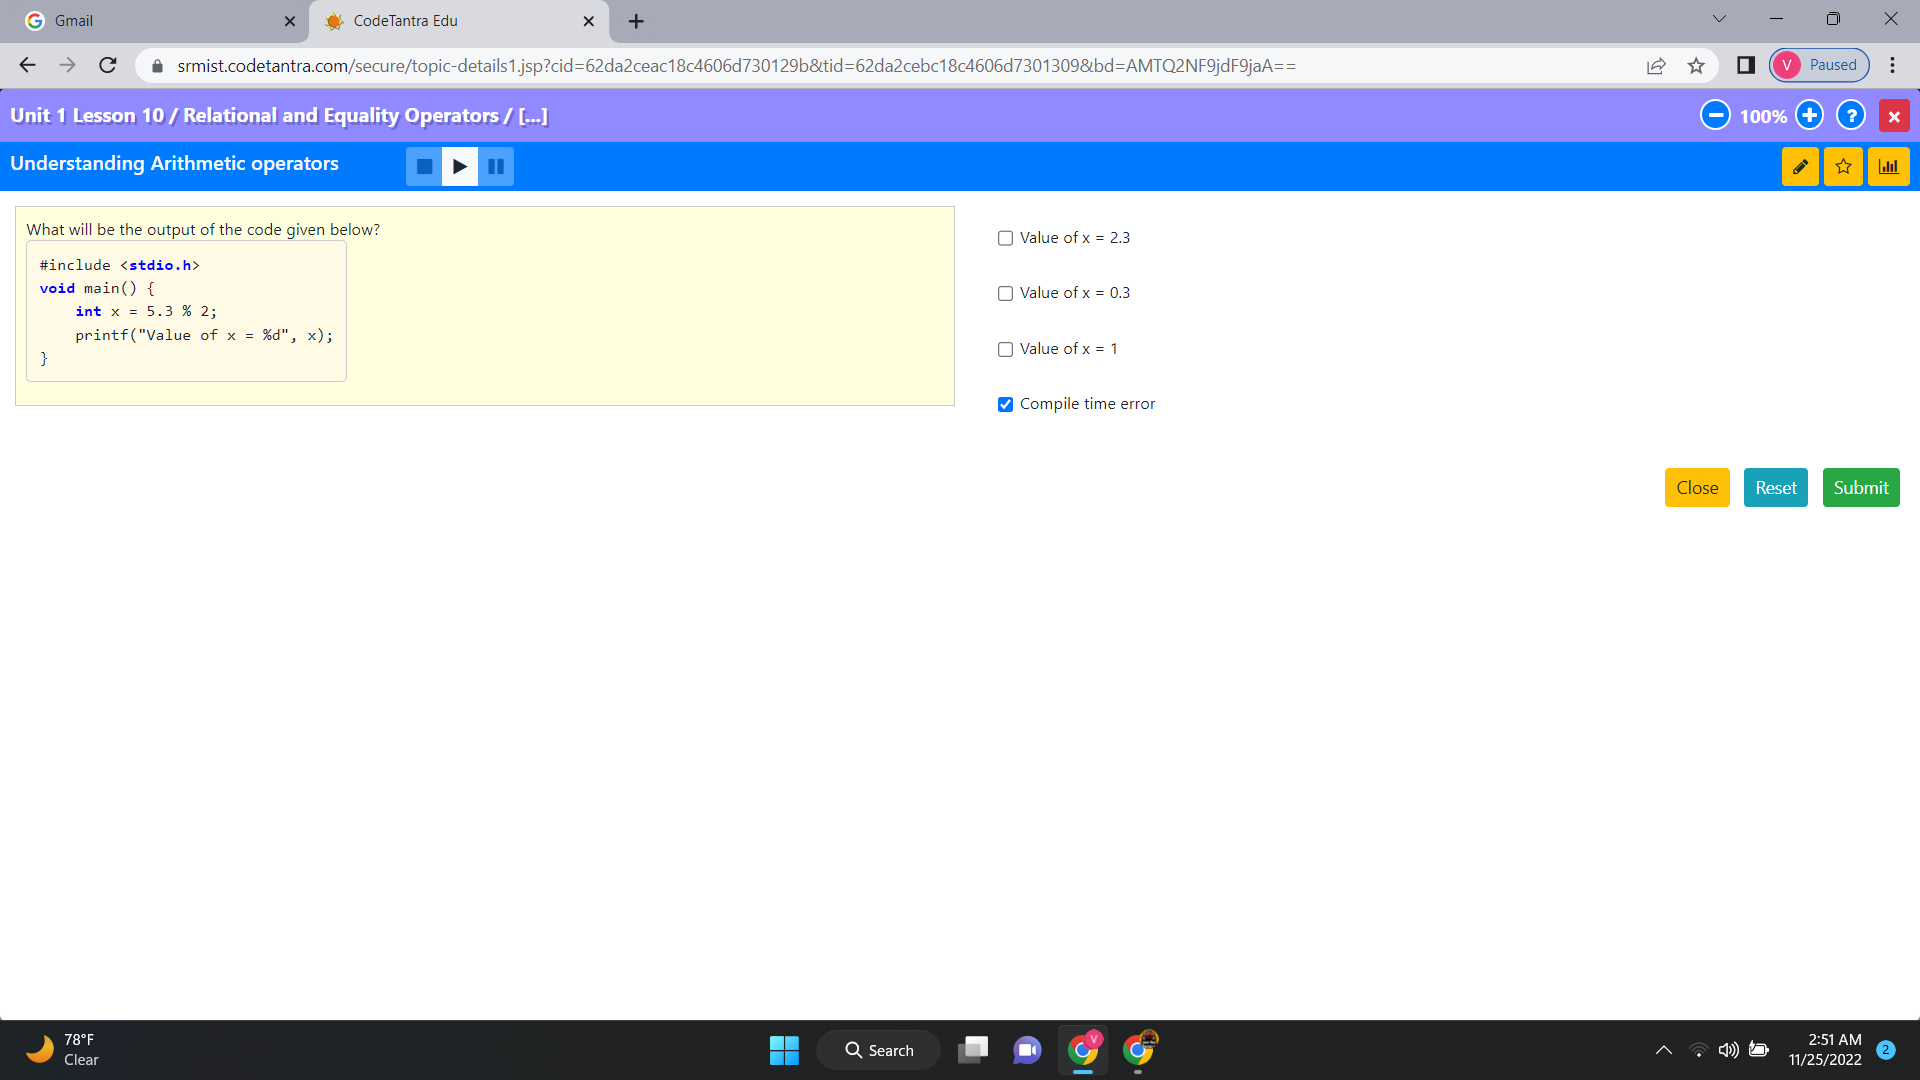 Gmail
CodeTantra Edu
srmist.codetantra.com/secure/topic-details1.jsp?cid=62da2ceac18c4606d730129b&tid=62da2cebc18c4606d7301309&bd=AMTQ2NF9jdF9jaA==
V Paused
Unit 1 Lesson 10 / Relational and Equality Operators / [...]
100%
?
Understanding Arithmetic operators
What will be the output of the code given below?
#include <stdio.h>
void main() {
    int x = 5.3 % 2;
    printf("Value of x = %d", x);
}
Value of x = 2.3
Value of x = 0.3
Value of x = 1
Compile time error
Close
Reset
Submit
78°F
Clear
Search
V
2:51 AM
11/25/2022
2